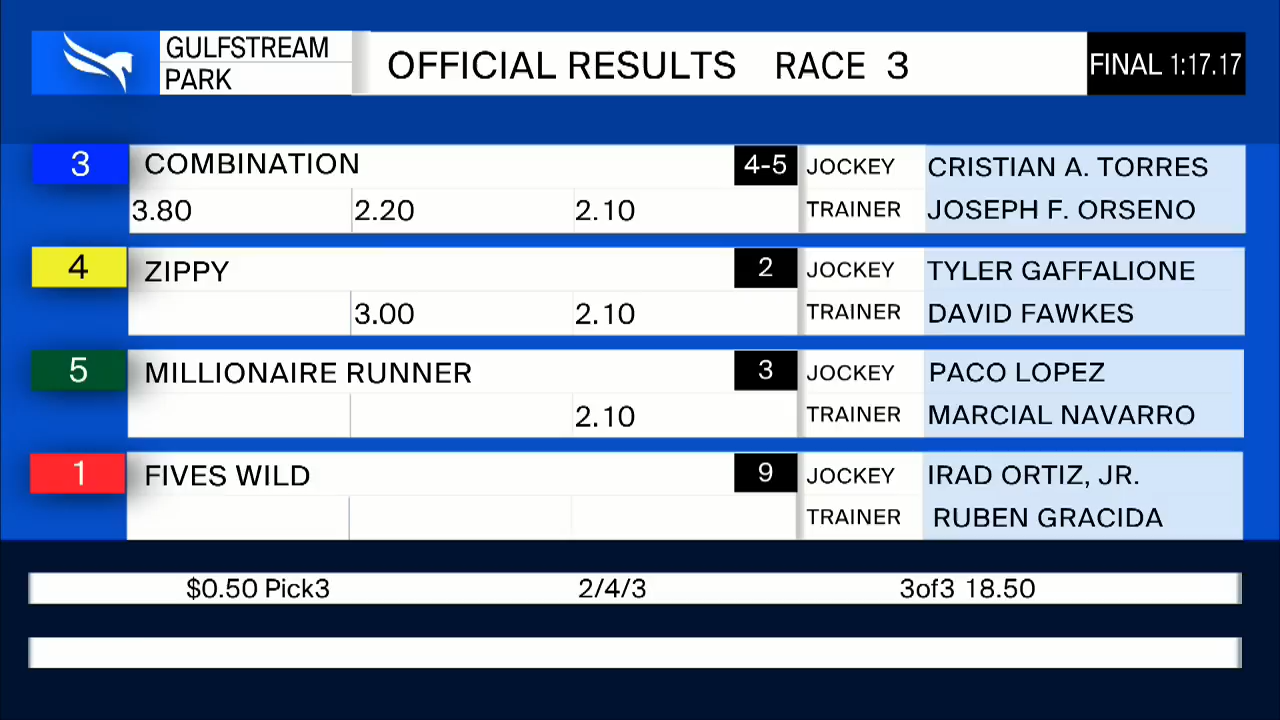 GULFSTREAM
PARK
OFFICIAL RESULTS RACE 3
FINAL 1:17.17
3 COMBINATION 4-5 JOCKEY CRISTIAN A. TORRES
3.80 2.20 2.10 TRAINER JOSEPH F. ORSENO
4 ZIPPY 2 JOCKEY TYLER GAFFALIONE
3.00 2.10 TRAINER DAVID FAWKES
5 MILLIONAIRE RUNNER 3 JOCKEY PACO LOPEZ
2.10 TRAINER MARCIAL NAVARRO
1 FIVES WILD 9 JOCKEY IRAD ORTIZ, JR.
TRAINER RUBEN GRACIDA
$0.50 Pick3 2/4/3 3of3 18.50